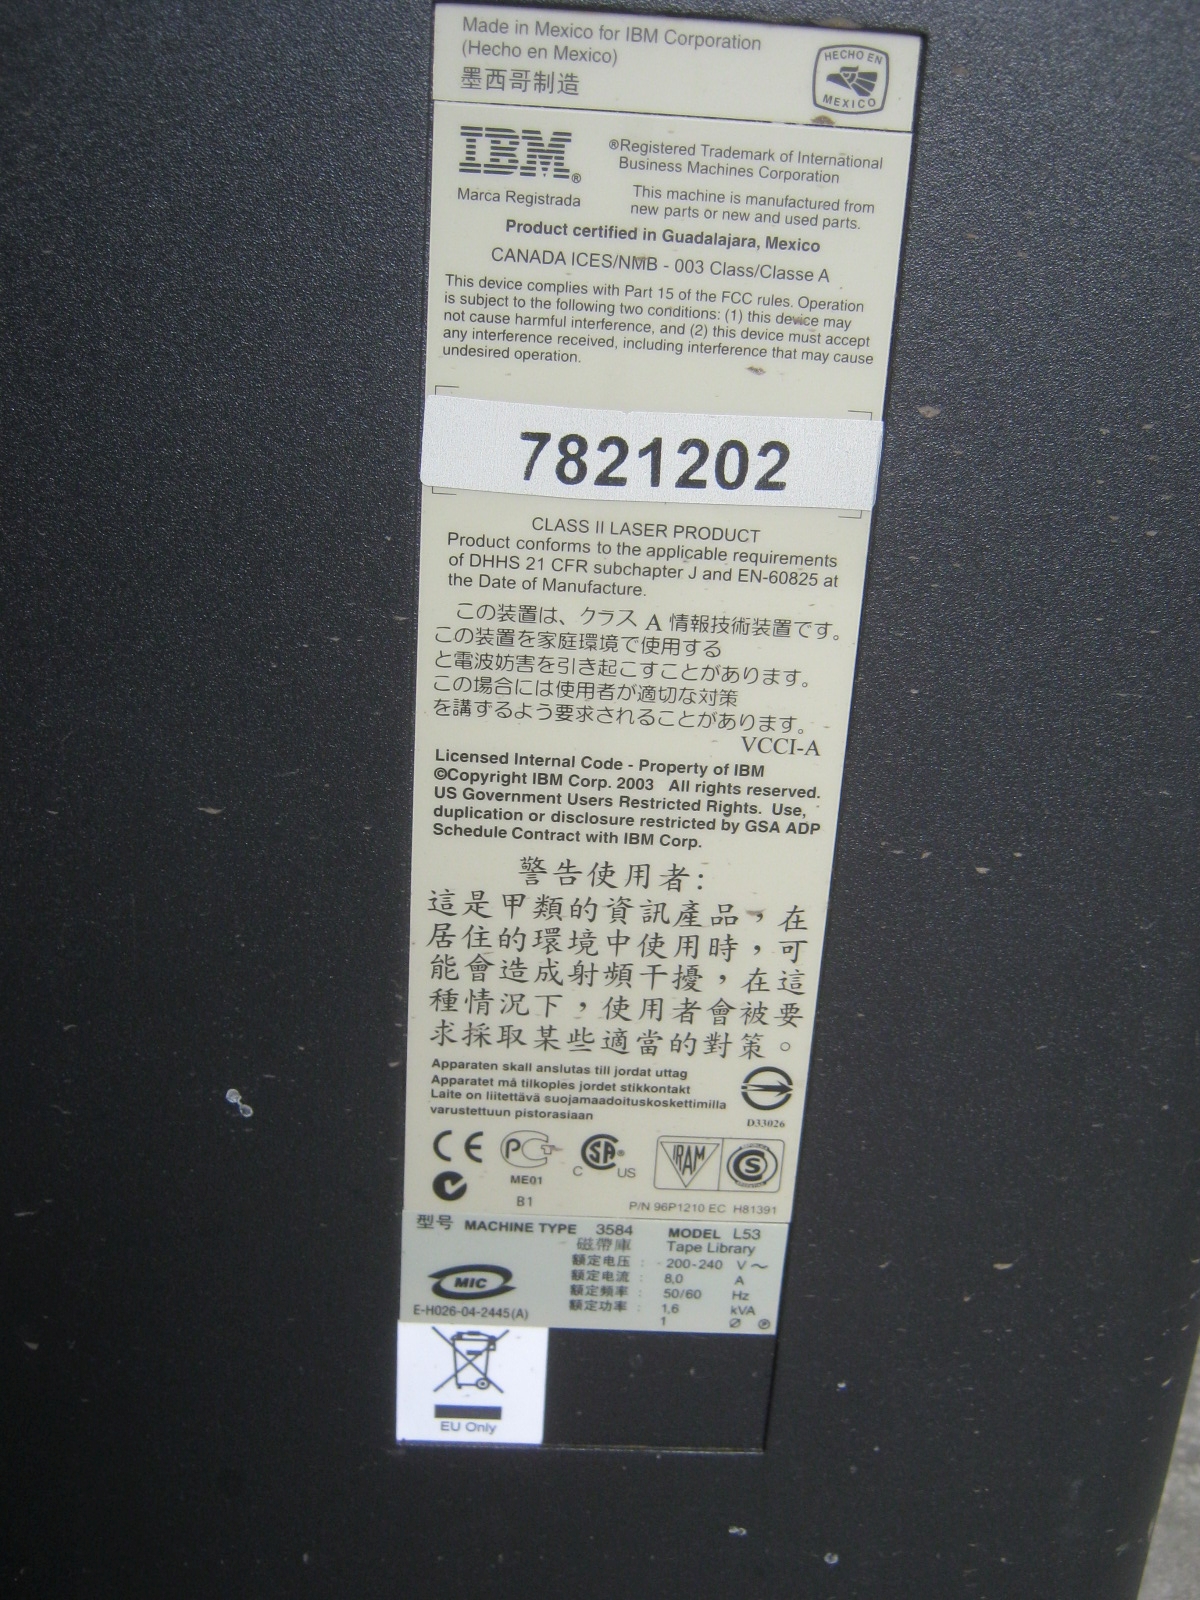 Made in Mexico for IBM Corporation
(Hecho en Mexico)
墨西哥制造
HECHO EN
MEXICO
IBM®
Marca Registrada
®Registered Trademark of International
Business Machines Corporation
This machine is manufactured from
new parts or new and used parts.
Product certified in Guadalajara, Mexico
CANADA ICES/NMB - 003 Class/Classe A
This device complies with Part 15 of the FCC rules. Operation
is subject to the following two conditions: (1) this device may
not cause harmful interference, and (2) this device must accept
any interference received, including interference that may cause
undesired operation.
7821202
CLASS II LASER PRODUCT
Product conforms to the applicable requirements
of DHHS 21 CFR subchapter J and EN-60825 at
the Date of Manufacture.
この装置は、クラス A 情報技術装置です。
この装置を家庭環境で使用する
と電波妨害を引き起こすことがあります。
この場合には使用者が適切な対策
を講ずるよう要求されることがあります。
VCCI-A
Licensed Internal Code - Property of IBM
©Copyright IBM Corp. 2003 All rights reserved.
US Government Users Restricted Rights. Use,
duplication or disclosure restricted by GSA ADP
Schedule Contract with IBM Corp.
警告使用者:
這是甲類的資訊產品，在
居住的環境中使用時，可
能會造成射頻干擾，在這
種情況下，使用者會被要
求採取某些適當的對策。
Apparaten skall anslutas till jordat uttag
Apparatet må tilkoples jordet stikkontakt
Laite on liitettävä suojamaadoituskoskettimilla
varustettuun pistorasiaan
D33026
CE
ME01
B1
C SA® US
IRAM
S
P/N 96P1210 EC H81391
型号 MACHINE TYPE 3584 MODEL L53
磁帶庫 Tape Library
额定电压 : 200-240 V～
额定电流 : 8,0 A
额定频率 : 50/60 Hz
额定功率 : 1,6 kVA
1
MIC
E-H026-04-2445(A)
EU Only